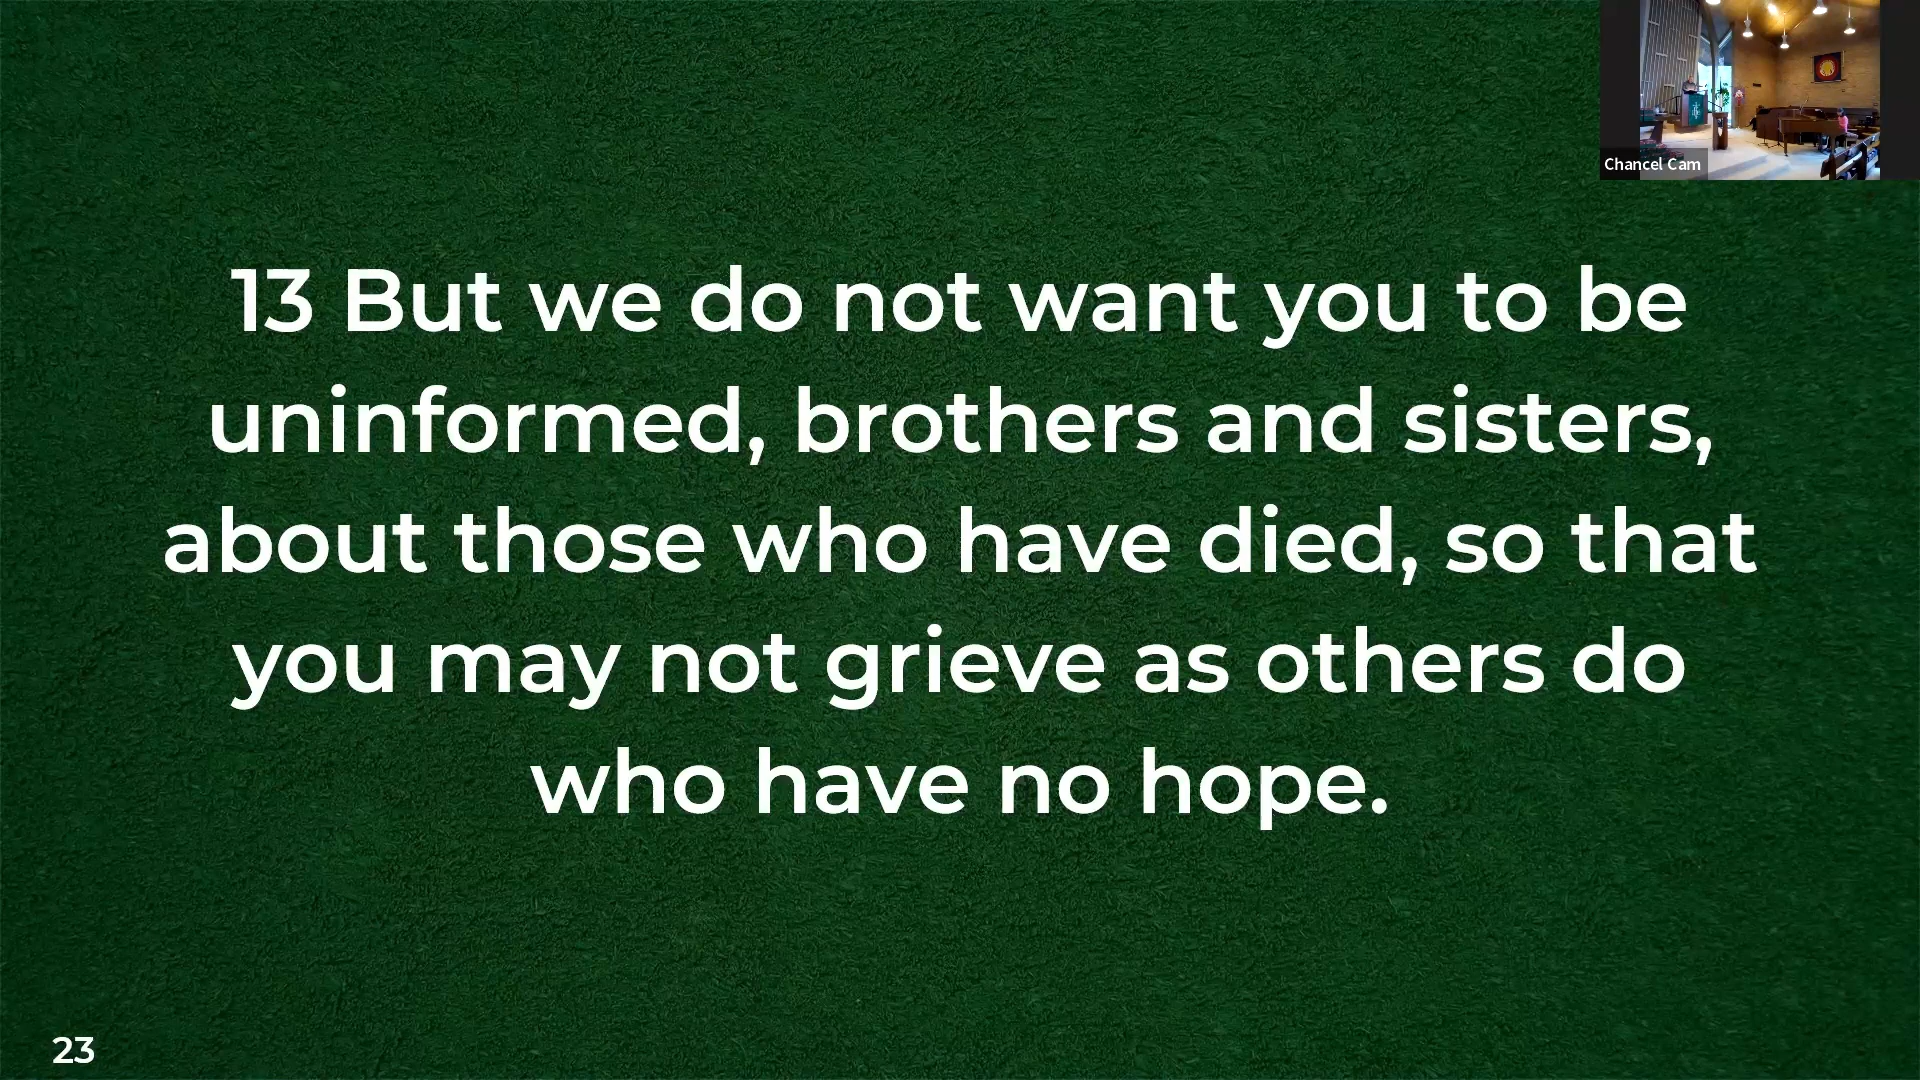 Chancel Cam
13 But we do not want you to be
uninformed, brothers and sisters,
about those who have died, so that
you may not grieve as others do
who have no hope.
23